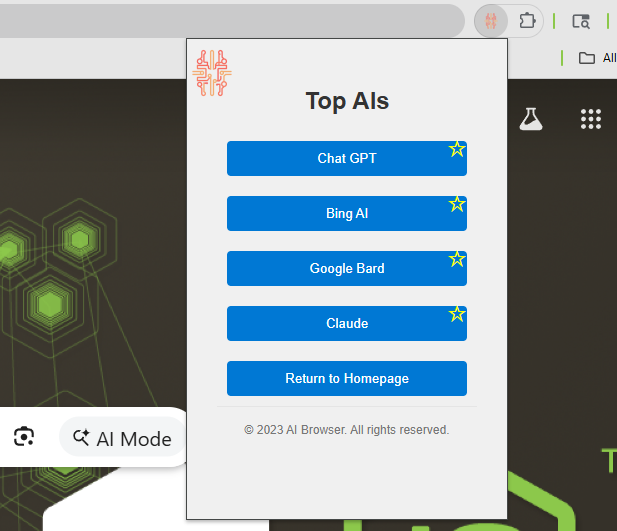 All
Top AIs
Chat GPT
Bing AI
Google Bard
Claude
Return to Homepage
© 2023 AI Browser. All rights reserved.
AI Mode
T